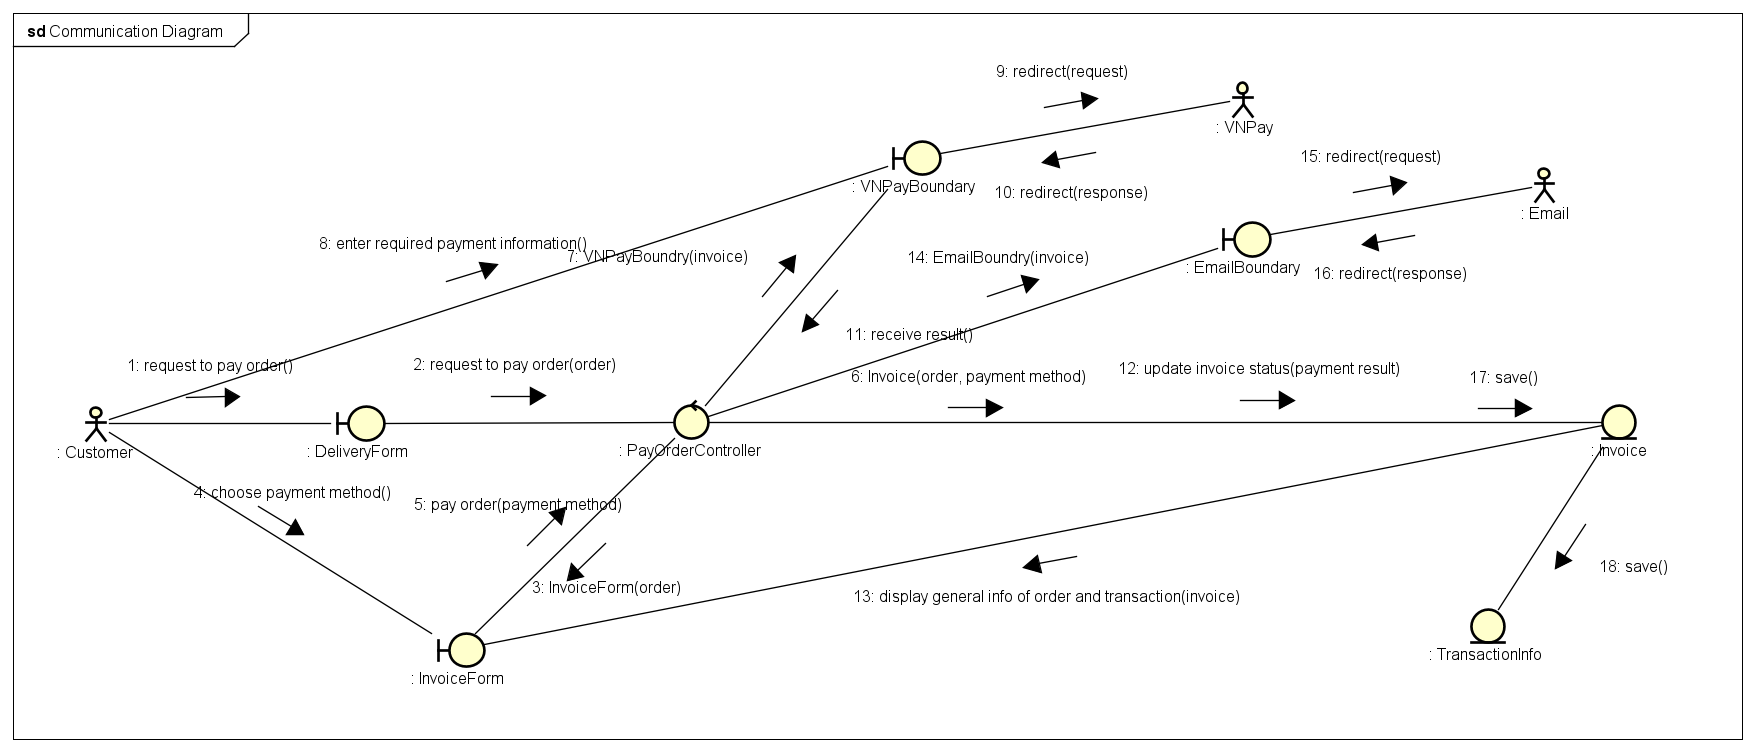 sd Communication Diagram
9: redirect(request)
: VNPay
15: redirect(request)
: VNPayBoundary
10: redirect(response)
: Email
8: enter required payment information()
7: VNPayBoundry(invoice)
14: EmailBoundry(invoice)
: EmailBoundary
16: redirect(response)
11: receive result()
1: request to pay order()
2: request to pay order(order)
6: Invoice(order, payment method)
12: update invoice status(payment result)
17: save()
: Customer
: DeliveryForm
: PayOrderController
: Invoice
4: choose payment method()
5: pay order(payment method)
18: save()
3: InvoiceForm(order)
13: display general info of order and transaction(invoice)
: TransactionInfo
: InvoiceForm